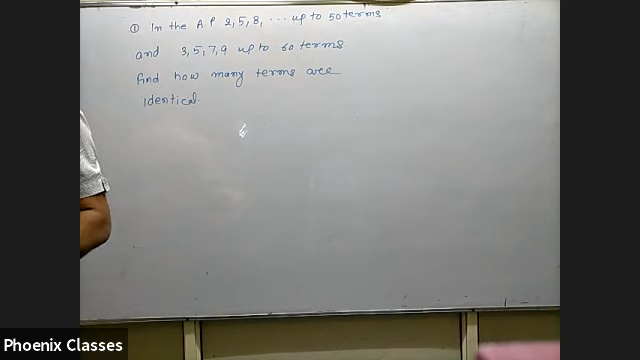 ① In the A.P 2,5,8, ... up to 50 terms
and 3,5,7,9 up to 60 terms.
find how many terms are
identical.
Phoenix Classes